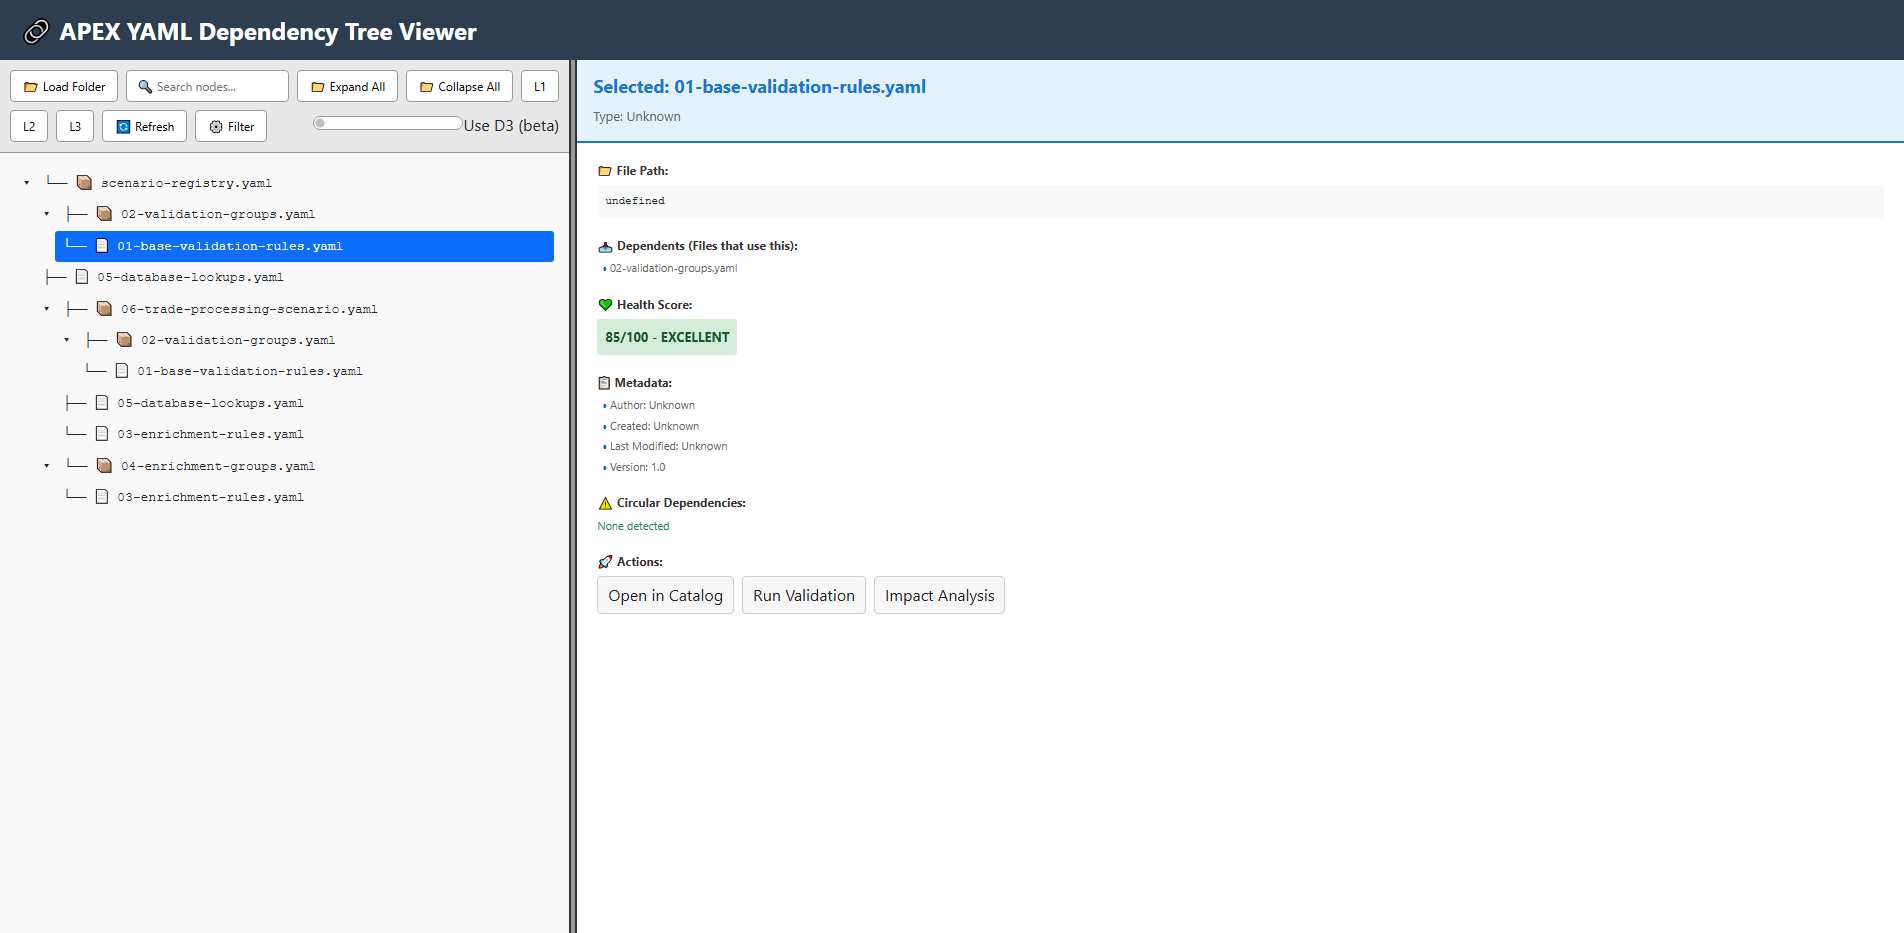 APEX YAML Dependency Tree Viewer
Load Folder
Search nodes...
Expand All
Collapse All
L1
L2
L3
Refresh
Filter
Use D3 (beta)
scenario-registry.yaml
02-validation-groups.yaml
01-base-validation-rules.yaml
05-database-lookups.yaml
06-trade-processing-scenario.yaml
02-validation-groups.yaml
01-base-validation-rules.yaml
05-database-lookups.yaml
03-enrichment-rules.yaml
04-enrichment-groups.yaml
03-enrichment-rules.yaml
Selected: 01-base-validation-rules.yaml
Type: Unknown
File Path:
undefined
Dependents (Files that use this):
• 02-validation-groups.yaml
Health Score:
85/100 - EXCELLENT
Metadata:
• Author: Unknown
• Created: Unknown
• Last Modified: Unknown
• Version: 1.0
Circular Dependencies:
None detected
Actions:
Open in Catalog
Run Validation
Impact Analysis